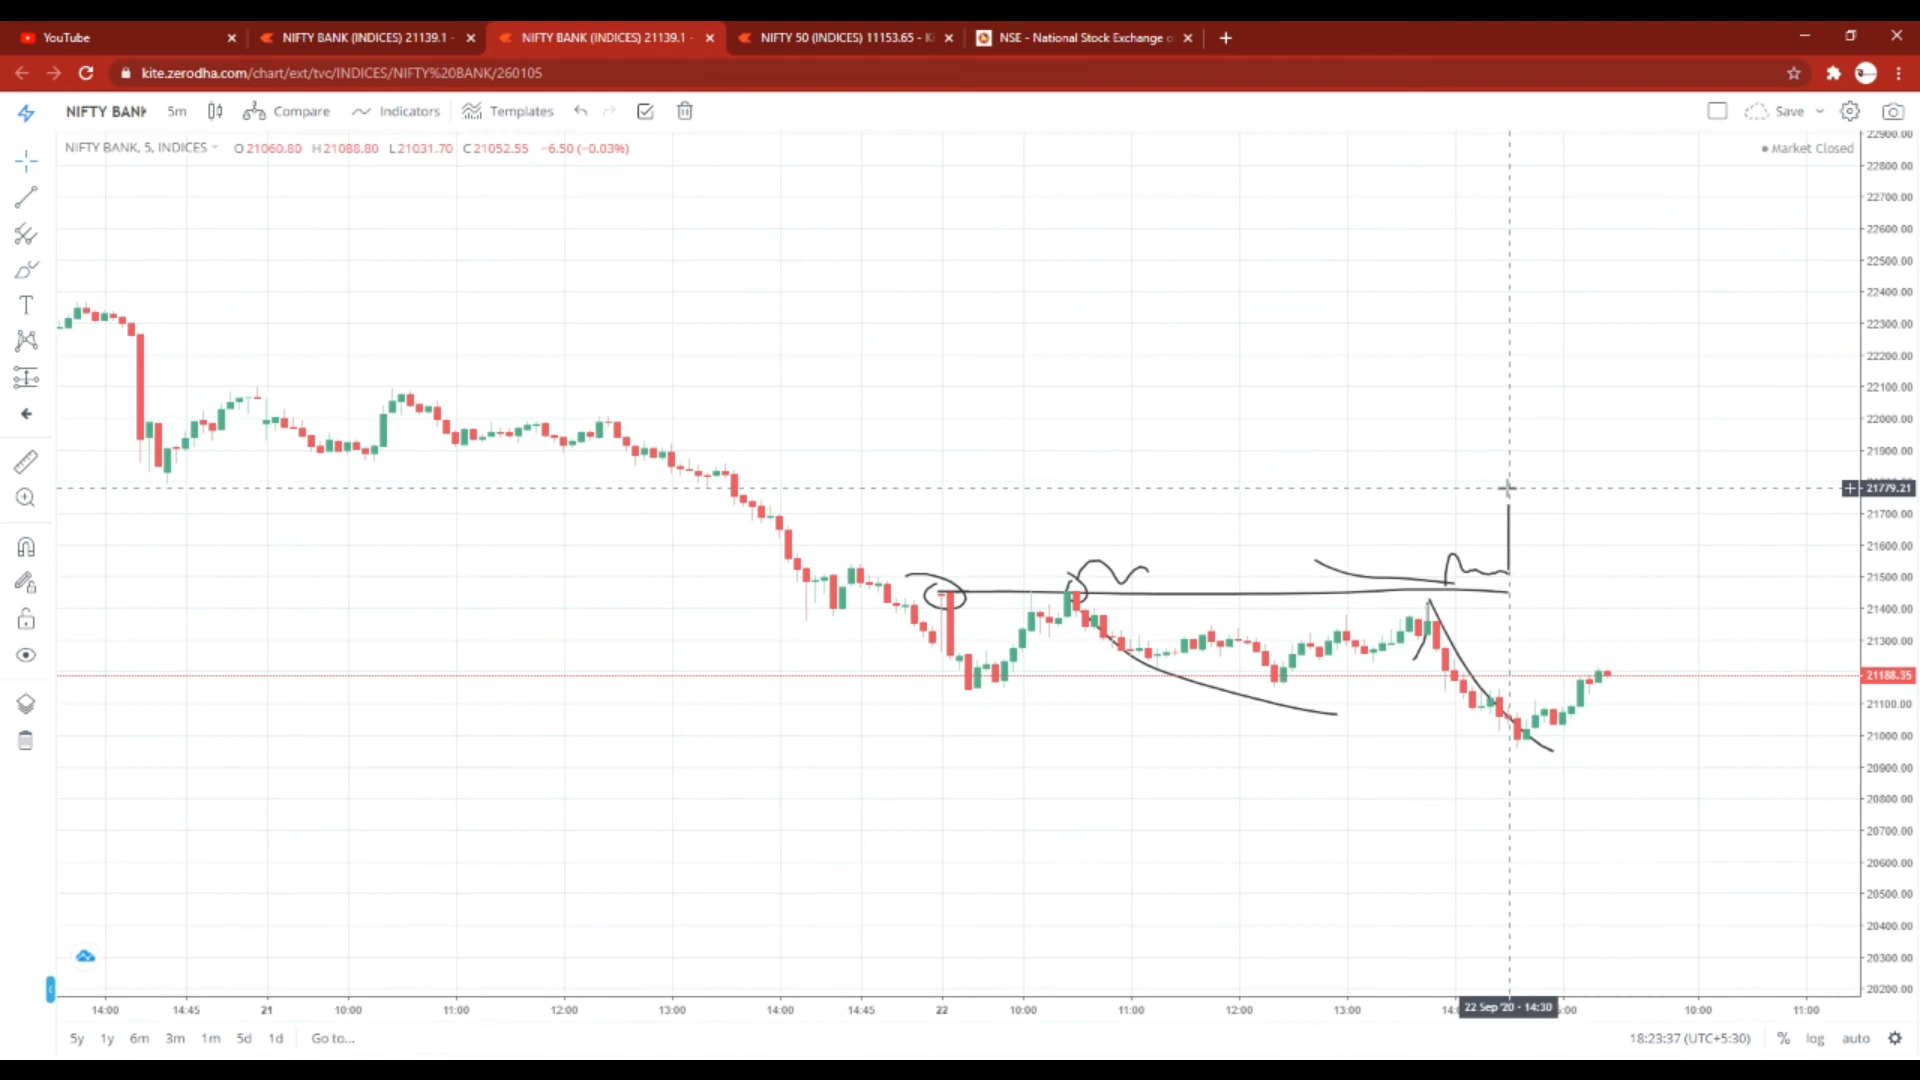 YouTube
NIFTY BANK (INDICES) 21139.1 -
NIFTY BANK (INDICES) 21139.1 -
NIFTY 50 (INDICES) 11153.65 - Ki
NSE - National Stock Exchange o
kite.zerodha.com/chart/ext/tvc/INDICES/NIFTY%20BANK/260105
NIFTY BANK 5m Compare Indicators Templates Save
NIFTY BANK, 5, INDICES O21060.80 H21088.80 L21031.70 C21052.55 −6.50 (−0.03%)
Market Closed
22900.00
22800.00
22700.00
22600.00
22500.00
22400.00
22300.00
22200.00
22100.00
22000.00
21900.00
21779.21
21700.00
21600.00
21500.00
21400.00
21300.00
21188.35
21100.00
21000.00
20900.00
20800.00
20700.00
20600.00
20500.00
20400.00
20300.00
20200.00
14:00 14:45 21 10:00 11:00 12:00 13:00 14:00 14:45 22 10:00 11:00 12:00 13:00 22 Sep '20 - 14:30 10:00 11:00
5y 1y 6m 3m 1m 5d 1d Go to...
18:23:37 (UTC+5:30) % log auto